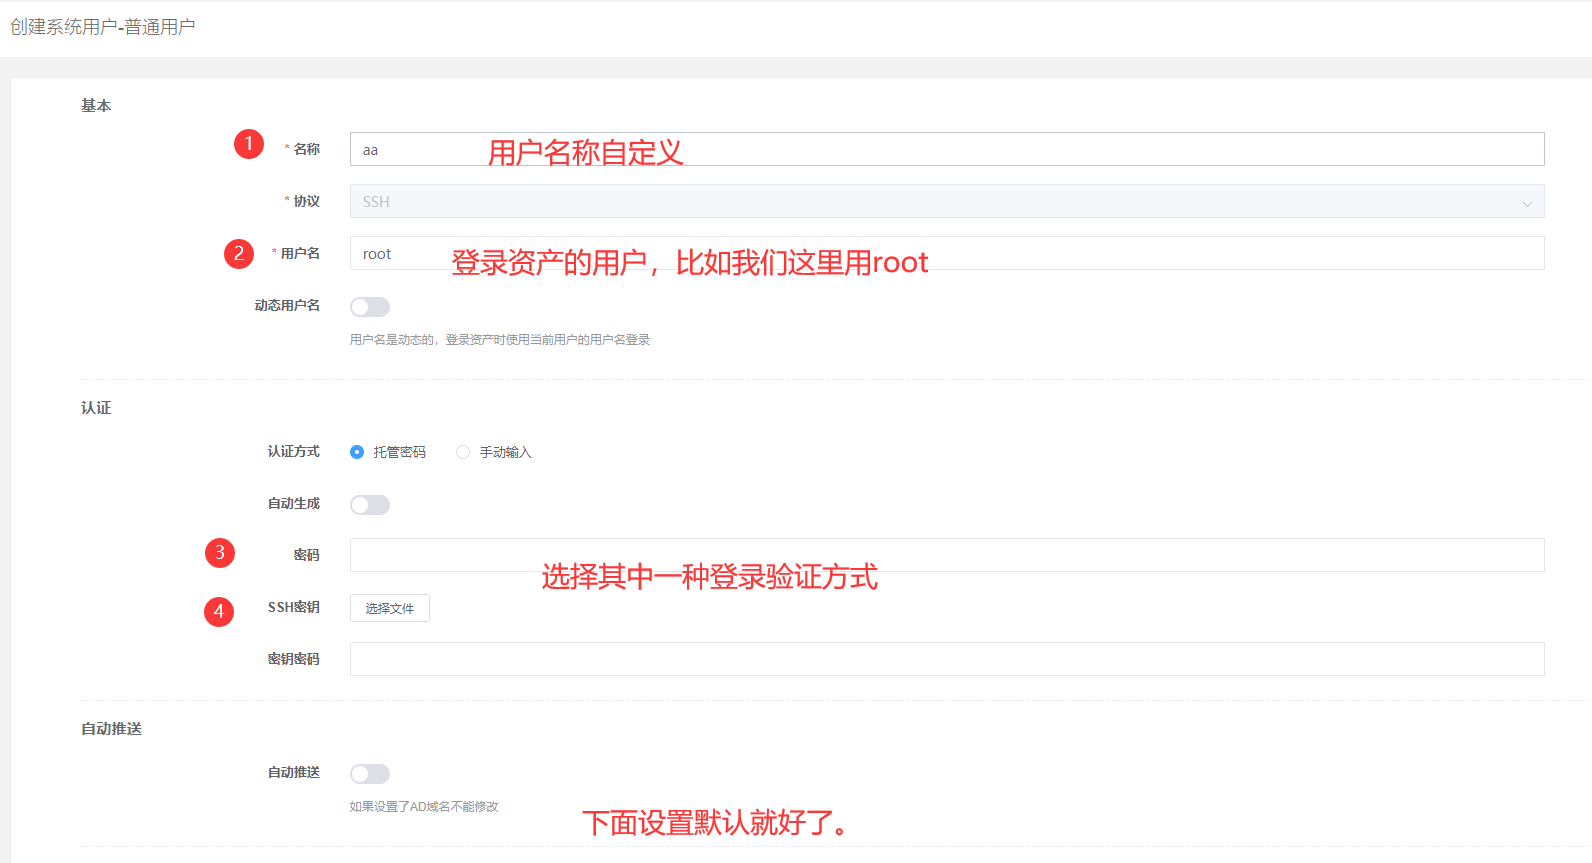 创建系统用户-普通用户
基本
1 * 名称 aa 用户名称自定义
* 协议 SSH
2 * 用户名 root 登录资产的用户，比如我们这里用root
动态用户名
用户名是动态的，登录资产时使用当前用户的用户名登录
认证
认证方式 托管密码 手动输入
自动生成
3 密码
选择其中一种登录验证方式
4 SSH密钥 选择文件
密钥密码
自动推送
自动推送
如果设置了AD域名不能修改
下面设置默认就好了。